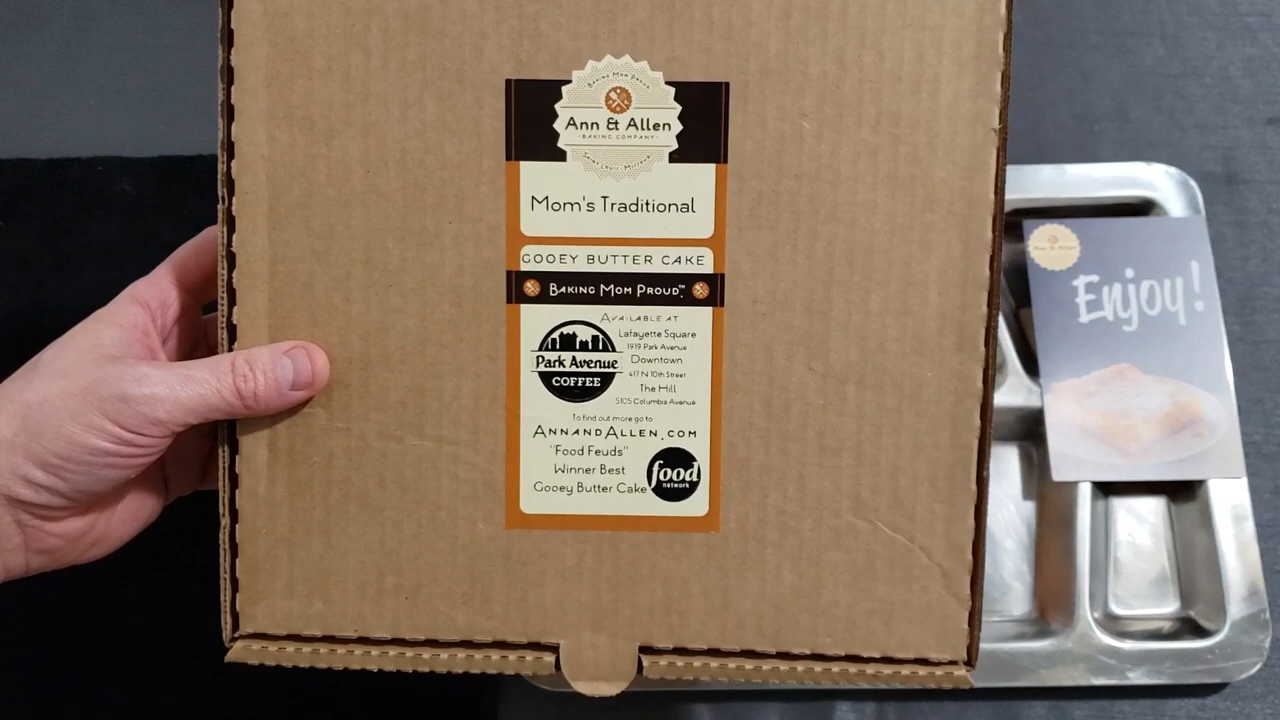 Baking Mom Proud
Ann & Allen
-BAKING COMPANY-
Saint Louis - Missouri
Mom's Traditional
GOOEY BUTTER CAKE
BAKING MOM PROUD™
AVAILABLE AT
Park Avenue
COFFEE
Lafayette Square
1919 Park Avenue
Downtown
417 N 10th Street
The Hill
5105 Columbia Avenue
To find out more go to
ANNANDALLEN.COM
"Food Feuds"
Winner Best
Gooey Butter Cake
food
network
Ann & Allen
Enjoy!